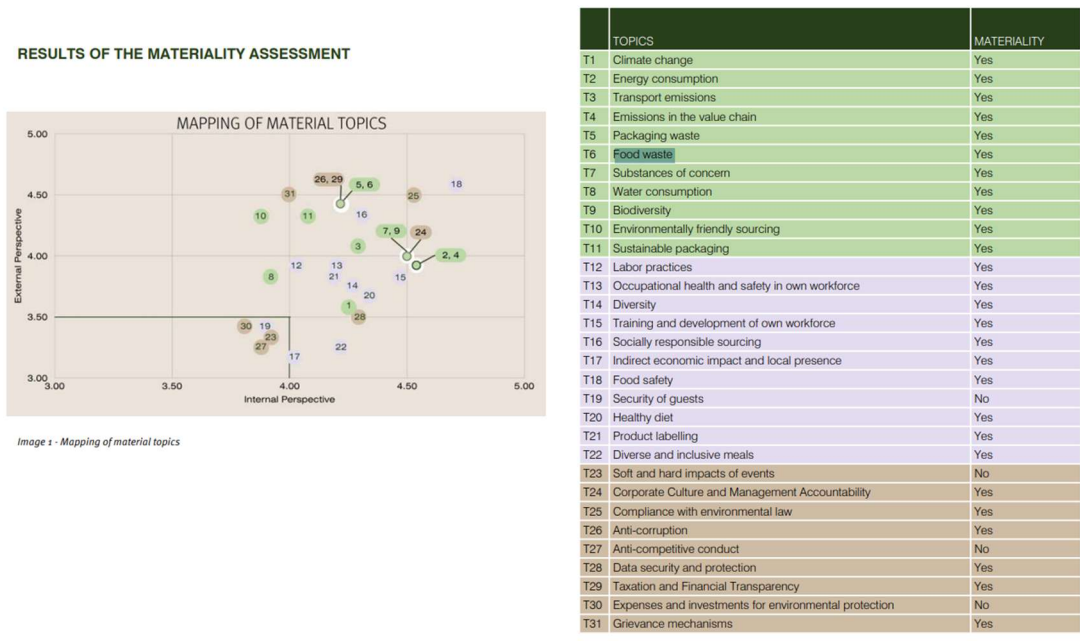 RESULTS OF THE MATERIALITY ASSESSMENT
MAPPING OF MATERIAL TOPICS
5.00
4.50
4.00
3.50
3.00
External Perspective
26, 29
5, 6
18
31
25
10
11
16
7, 9
24
3
2, 4
12
13
8
21
15
14
20
1
28
30
19
23
27
22
17
3.00 3.50 4.00 4.50 5.00
Internal Perspective
Image 1 - Mapping of material topics
TOPICS MATERIALITY
T1 Climate change Yes
T2 Energy consumption Yes
T3 Transport emissions Yes
T4 Emissions in the value chain Yes
T5 Packaging waste Yes
T6 Food waste Yes
T7 Substances of concern Yes
T8 Water consumption Yes
T9 Biodiversity Yes
T10 Environmentally friendly sourcing Yes
T11 Sustainable packaging Yes
T12 Labor practices Yes
T13 Occupational health and safety in own workforce Yes
T14 Diversity Yes
T15 Training and development of own workforce Yes
T16 Socially responsible sourcing Yes
T17 Indirect economic impact and local presence Yes
T18 Food safety Yes
T19 Security of guests No
T20 Healthy diet Yes
T21 Product labelling Yes
T22 Diverse and inclusive meals Yes
T23 Soft and hard impacts of events No
T24 Corporate Culture and Management Accountability Yes
T25 Compliance with environmental law Yes
T26 Anti-corruption Yes
T27 Anti-competitive conduct No
T28 Data security and protection Yes
T29 Taxation and Financial Transparency Yes
T30 Expenses and investments for environmental protection No
T31 Grievance mechanisms Yes